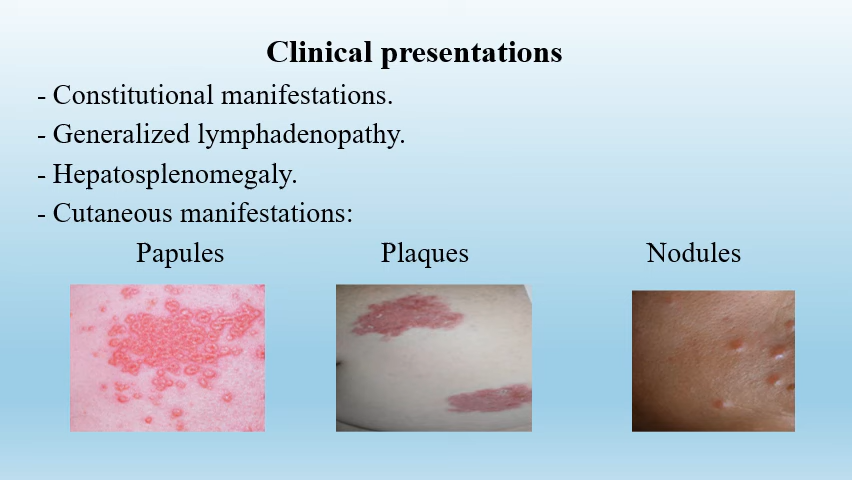 Clinical presentations
- Constitutional manifestations.
- Generalized lymphadenopathy.
- Hepatosplenomegaly.
- Cutaneous manifestations:
Papules Plaques Nodules